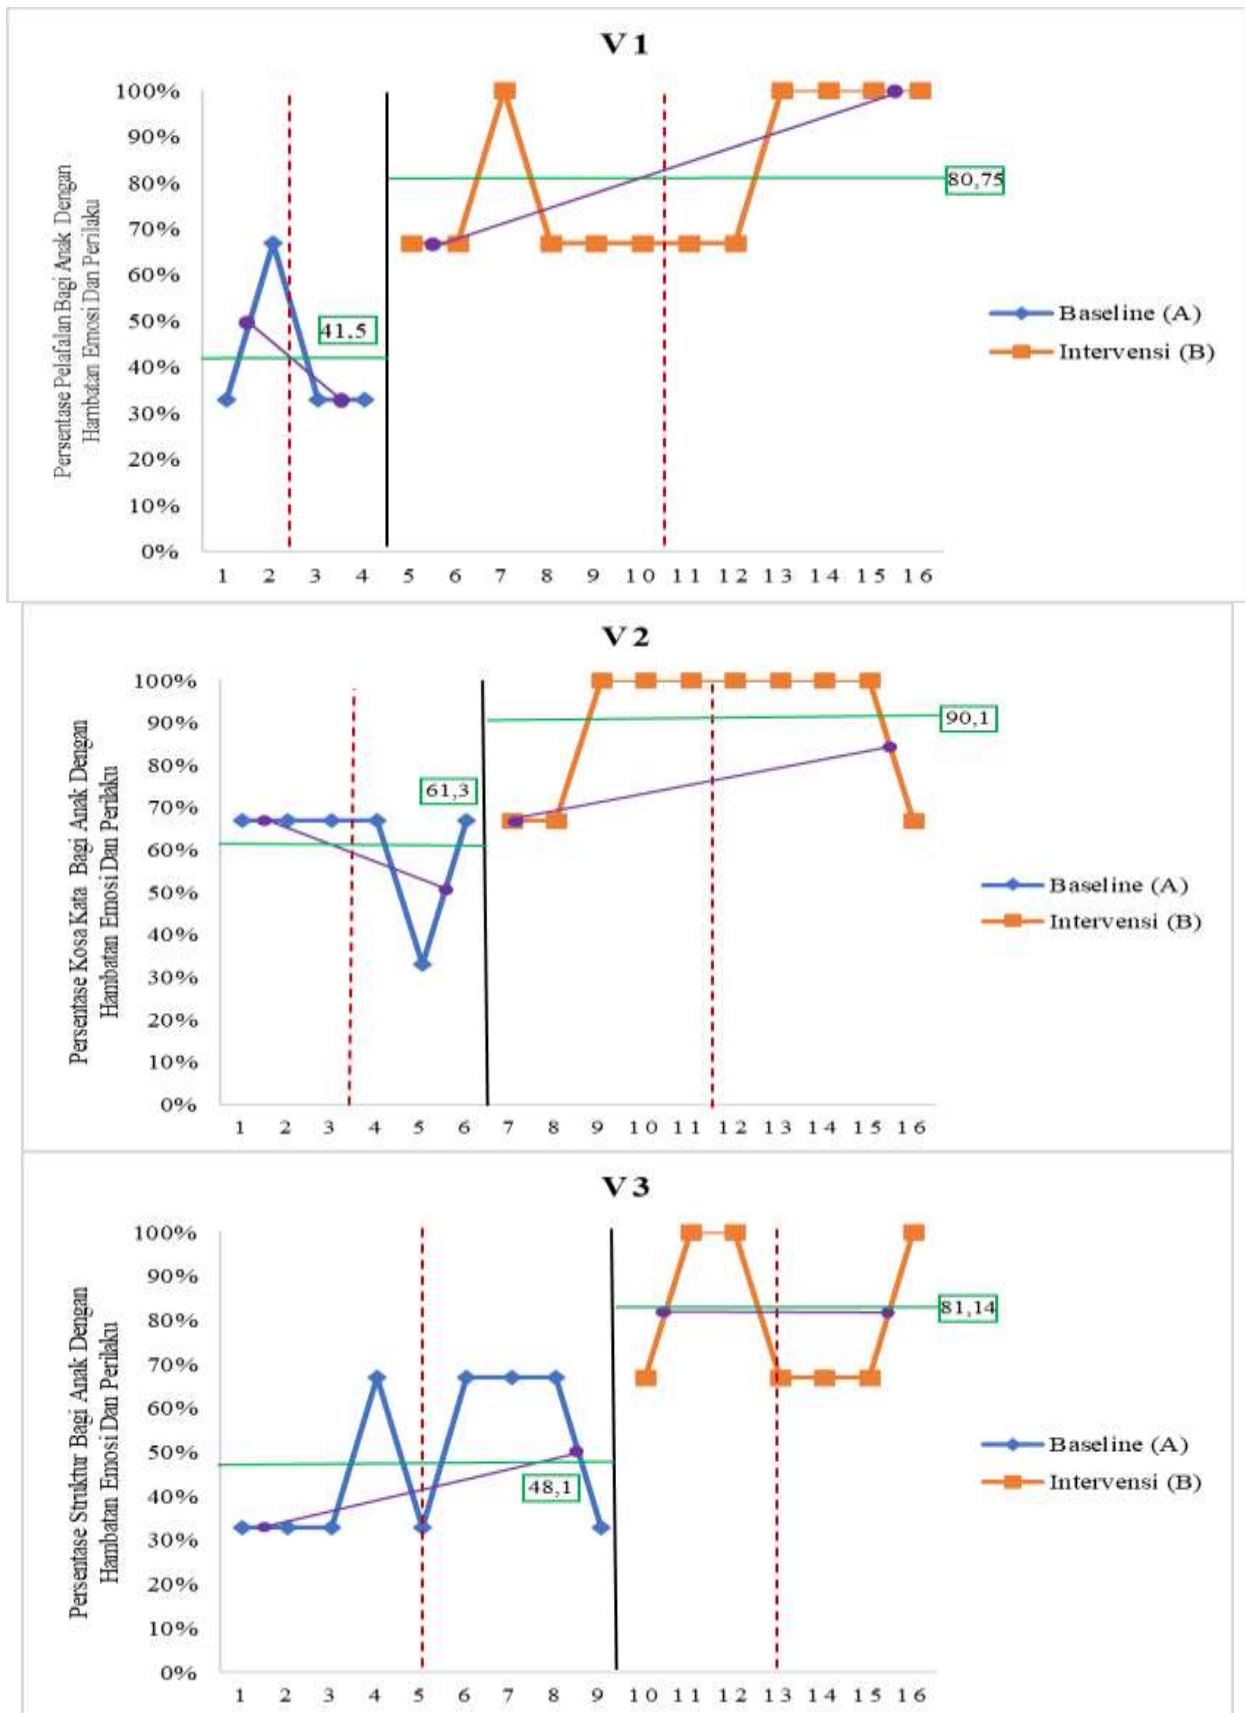 V1
Persentase Pelafalan Bagi Anak Dengan
Hambatan Emosi Dan Perilaku
100%
90%
80%
70%
60%
50%
40%
30%
20%
10%
0%
41,5
80,75
1 2 3 4 5 6 7 8 9 10 11 12 13 14 15 16
Baseline (A)
Intervensi (B)
V2
Persentase Kosa Kata Bagi Anak Dengan
Hambatan Emosi Dan Perilaku
100%
90%
80%
70%
60%
50%
40%
30%
20%
10%
0%
61,3
90,1
1 2 3 4 5 6 7 8 9 10 11 12 13 14 15 16
Baseline (A)
Intervensi (B)
V3
Persentase Struktur Bagi Anak Dengan
Hambatan Emosi Dan Perilaku
100%
90%
80%
70%
60%
50%
40%
30%
20%
10%
0%
48,1
81,14
1 2 3 4 5 6 7 8 9 10 11 12 13 14 15 16
Baseline (A)
Intervensi (B)